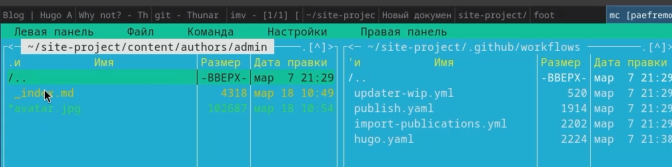 Blog | Hugo A Why not? - Th git - Thunar imv - [1/1] [ ~/site-projec Новый докумен site-project/ foot mc [paefremo
Левая панель Файл Команда Настройки Правая панель
~/site-project/content/authors/admin .[^]> <─ ~/site-project/.github/workflows .[^]>
.и Имя Размер Дата правки 'и Имя Размер Дата правки
/.. -ВВЕРХ- мар 7 21:29 /.. -ВВЕРХ- мар 7 21:29
_index.md 4318 мар 18 10:49 updater-wip.yml 520 мар 7 21:29
*avatar.jpg 102687 мар 18 10:54 publish.yaml 1914 мар 7 21:29
import-publications.yml 2202 мар 7 21:29
hugo.yaml 2224 мар 7 21:38